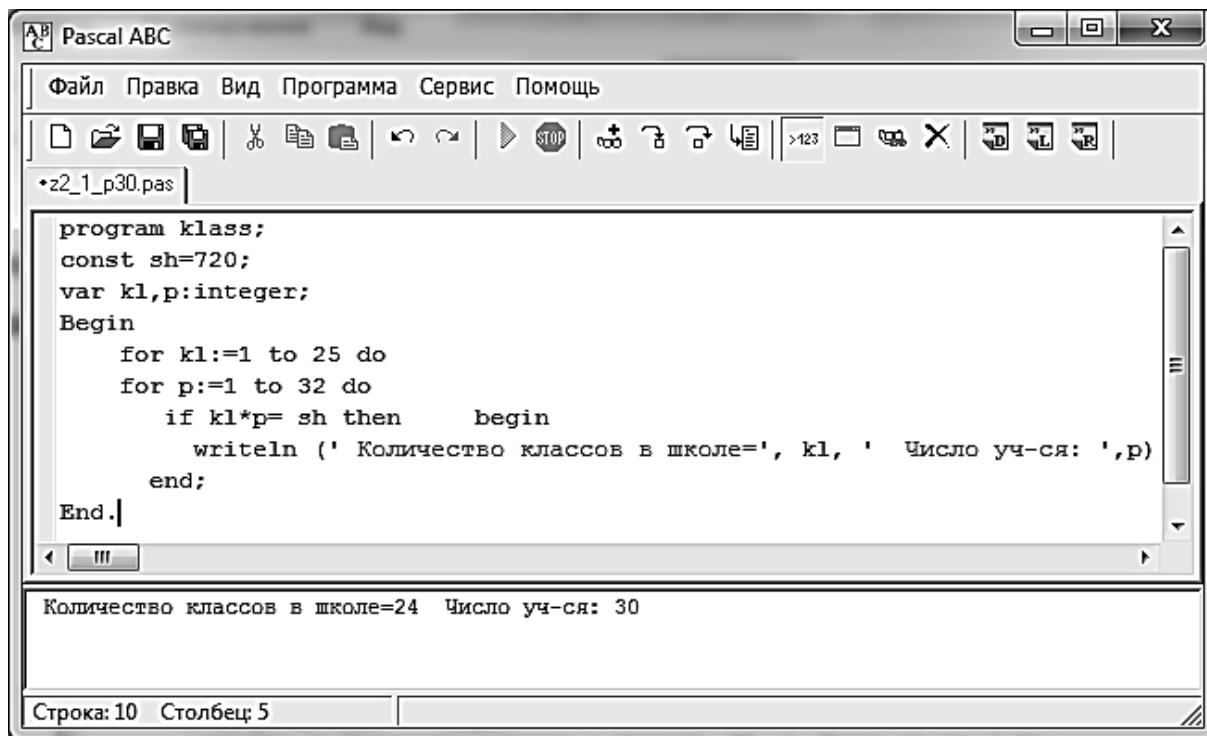 Pascal ABC
Файл Правка Вид Программа Сервис Помощь
•z2_1_p30.pas
program klass;
const sh=720;
var kl,p:integer;
Begin
for kl:=1 to 25 do
for p:=1 to 32 do
if kl*p= sh then     begin
writeln (' Количество классов в школе=', kl, '  Число уч-ся: ',p)
end;
End.
Количество классов в школе=24  Число уч-ся: 30
Строка: 10   Столбец: 5